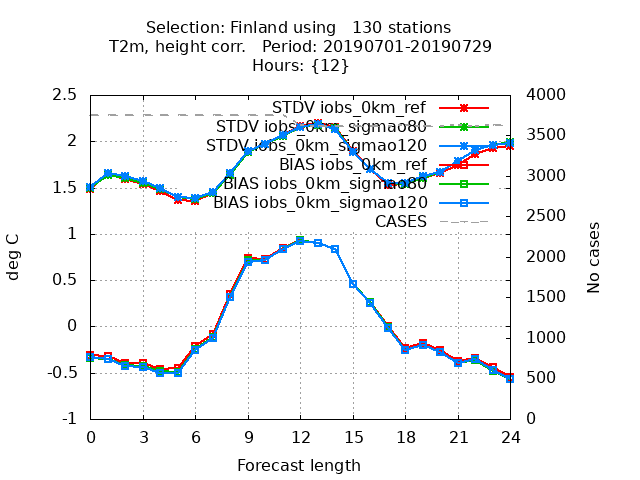 Selection: Finland using   130 stations
T2m, height corr.   Period: 20190701-20190729
Hours: {12}
2.5
2
1.5
1
0.5
0
-0.5
-1
deg C
4000
3500
3000
2500
2000
1500
1000
500
0
No cases
STDV iobs_0km_ref
STDV iobs_0km_sigmao80
STDV iobs_0km_sigmao120
BIAS iobs_0km_ref
BIAS iobs_0km_sigmao80
BIAS iobs_0km_sigmao120
CASES
0 3 6 9 12 15 18 21 24
Forecast length